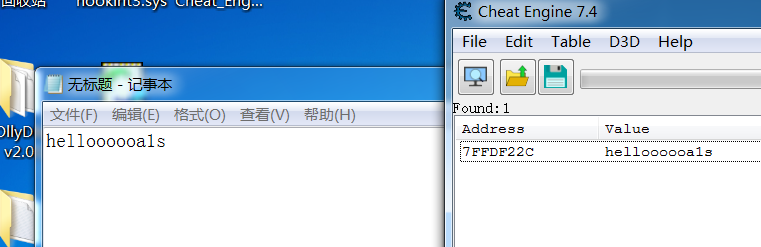 回收站
hookint3.sys Cheat_Eng...
OllyD
v2.0
无标题 - 记事本
文件(F) 编辑(E) 格式(O) 查看(V) 帮助(H)
helloooooa1s
Cheat Engine 7.4
File Edit Table D3D Help
Found:1
Address Value
7FFDF22C helloooooa1s